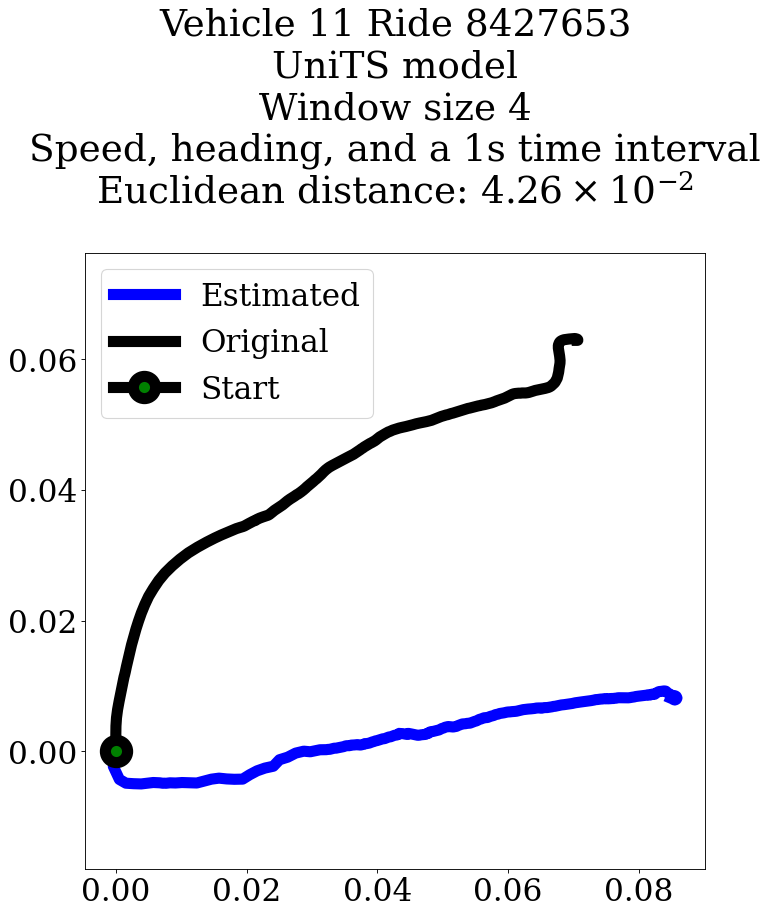 Vehicle 11 Ride 8427653
UniTS model
Window size 4
Speed, heading, and a 1s time interval
Euclidean distance: 4.26 × 10⁻²
Estimated
Original
Start
0.06
0.04
0.02
0.00
0.00 0.02 0.04 0.06 0.08